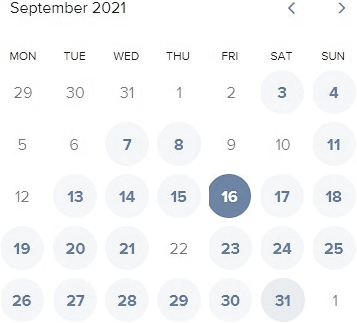 September 2021
MON TUE WED THU FRI SAT SUN
29 30 31 1 2 3 4
5 6 7 8 9 10 11
12 13 14 15 16 17 18
19 20 21 22 23 24 25
26 27 28 29 30 31 1